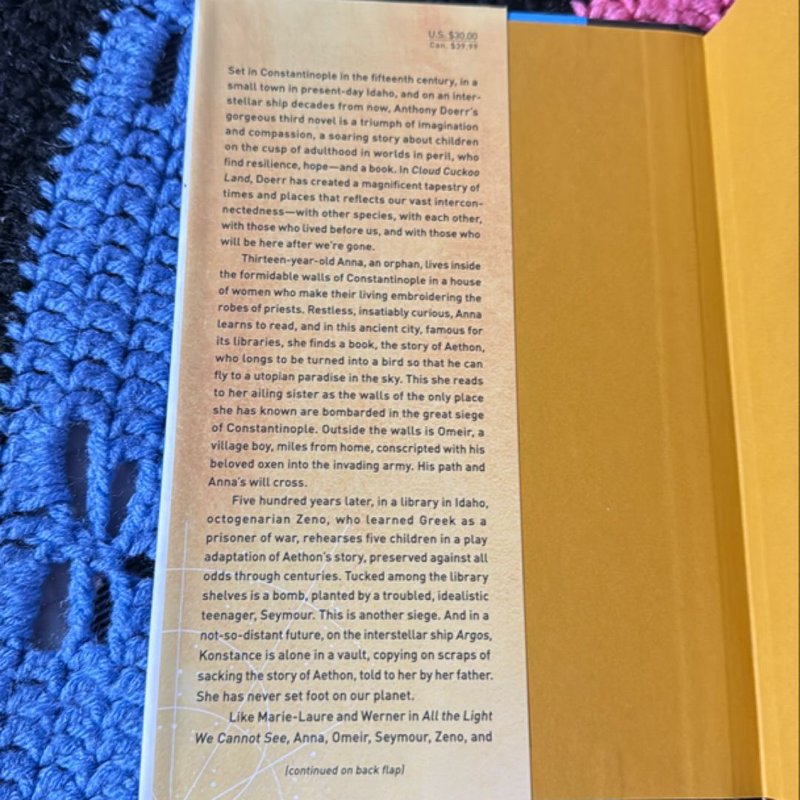 U.S. $30.00
Can. $39.99
Set in Constantinople in the fifteenth century, in a
small town in present-day Idaho, and on an inter-
stellar ship decades from now, Anthony Doerr's
gorgeous third novel is a triumph of imagination
and compassion, a soaring story about children
on the cusp of adulthood in worlds in peril, who
find resilience, hope—and a book. In Cloud Cuckoo
Land, Doerr has created a magnificent tapestry of
times and places that reflects our vast intercon-
nectedness—with other species, with each other,
with those who lived before us, and with those who
will be here after we're gone.
Thirteen-year-old Anna, an orphan, lives inside
the formidable walls of Constantinople in a house
of women who make their living embroidering the
robes of priests. Restless, insatiably curious, Anna
learns to read, and in this ancient city, famous for
its libraries, she finds a book, the story of Aethon,
who longs to be turned into a bird so that he can
fly to a utopian paradise in the sky. This she reads
to her ailing sister as the walls of the only place
she has known are bombarded in the great siege
of Constantinople. Outside the walls is Omeir, a
village boy, miles from home, conscripted with his
beloved oxen into the invading army. His path and
Anna's will cross.
Five hundred years later, in a library in Idaho,
octogenarian Zeno, who learned Greek as a
prisoner of war, rehearses five children in a play
adaptation of Aethon's story, preserved against all
odds through centuries. Tucked among the library
shelves is a bomb, planted by a troubled, idealistic
teenager, Seymour. This is another siege. And in a
not-so-distant future, on the interstellar ship Argos,
Konstance is alone in a vault, copying on scraps of
sacking the story of Aethon, told to her by her father.
She has never set foot on our planet.
Like Marie-Laure and Werner in All the Light
We Cannot See, Anna, Omeir, Seymour, Zeno, and
(continued on back flap)